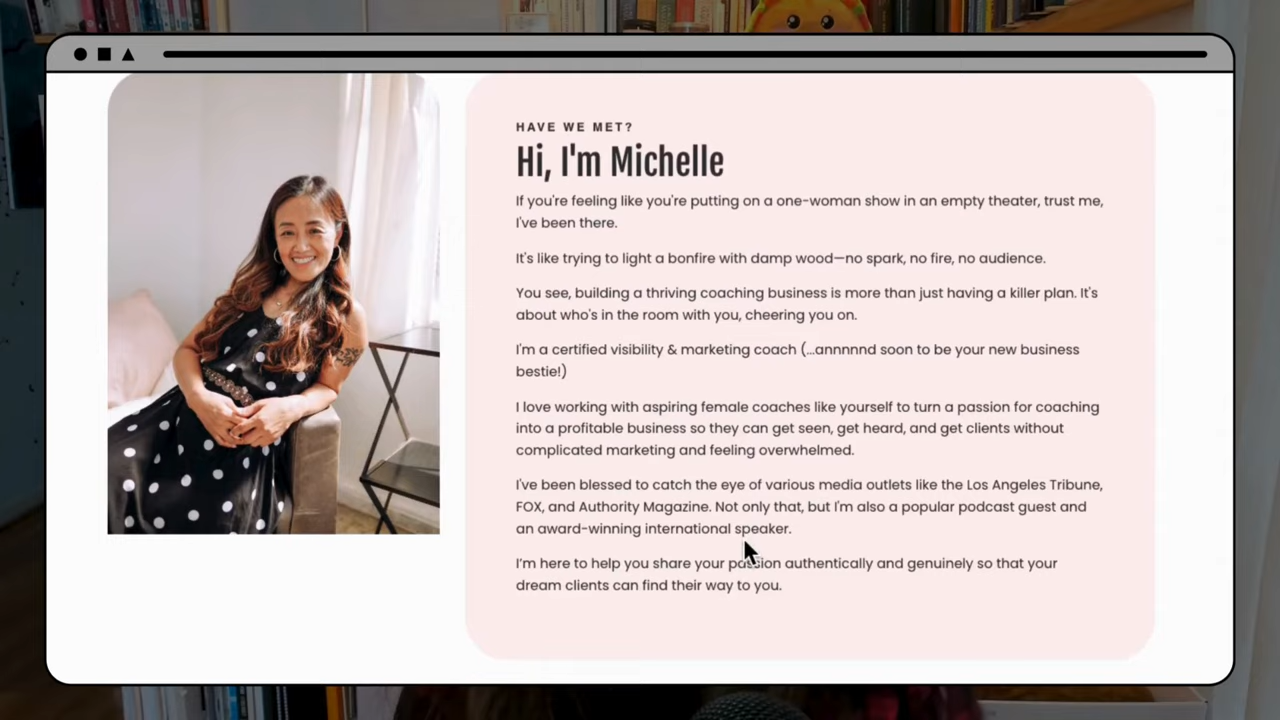 HAVE WE MET?
Hi, I'm Michelle
If you're feeling like you're putting on a one-woman show in an empty theater, trust me,
I've been there.
It's like trying to light a bonfire with damp wood—no spark, no fire, no audience.
You see, building a thriving coaching business is more than just having a killer plan. It's
about who's in the room with you, cheering you on.
I'm a certified visibility & marketing coach (...annnnnd soon to be your new business
bestie!)
I love working with aspiring female coaches like yourself to turn a passion for coaching
into a profitable business so they can get seen, get heard, and get clients without
complicated marketing and feeling overwhelmed.
I've been blessed to catch the eye of various media outlets like the Los Angeles Tribune,
FOX, and Authority Magazine. Not only that, but I'm also a popular podcast guest and
an award-winning international speaker.
I'm here to help you share your passion authentically and genuinely so that your
dream clients can find their way to you.